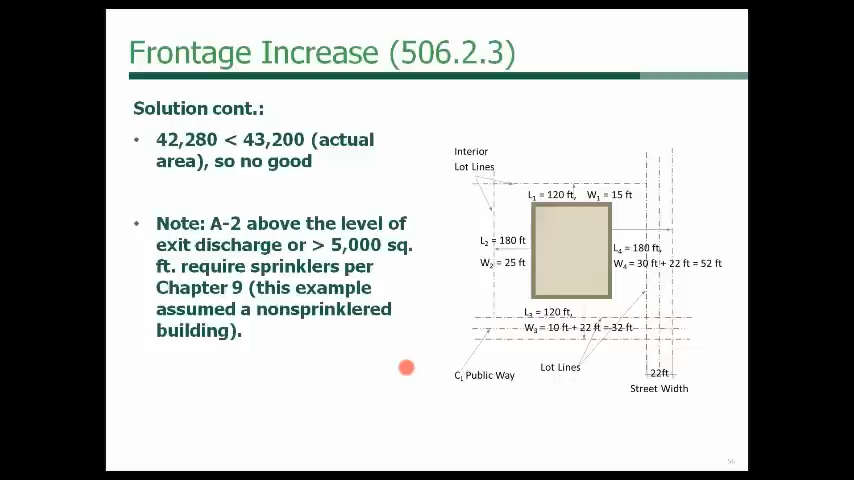 Frontage Increase (506.2.3)
Solution cont.:
• 42,280 < 43,200 (actual
area), so no good
• Note: A-2 above the level of
exit discharge or > 5,000 sq.
ft. require sprinklers per
Chapter 9 (this example
assumed a nonsprinklered
building).
Interior
Lot Lines
L1 = 120 ft, W1 = 15 ft
L2 = 180 ft
W2 = 25 ft
L4 = 180 ft,
W4 = 30 ft + 22 ft = 52 ft
L3 = 120 ft,
W3 = 10 ft + 22 ft = 32 ft
Lot Lines
CL Public Way
22ft
Street Width
56